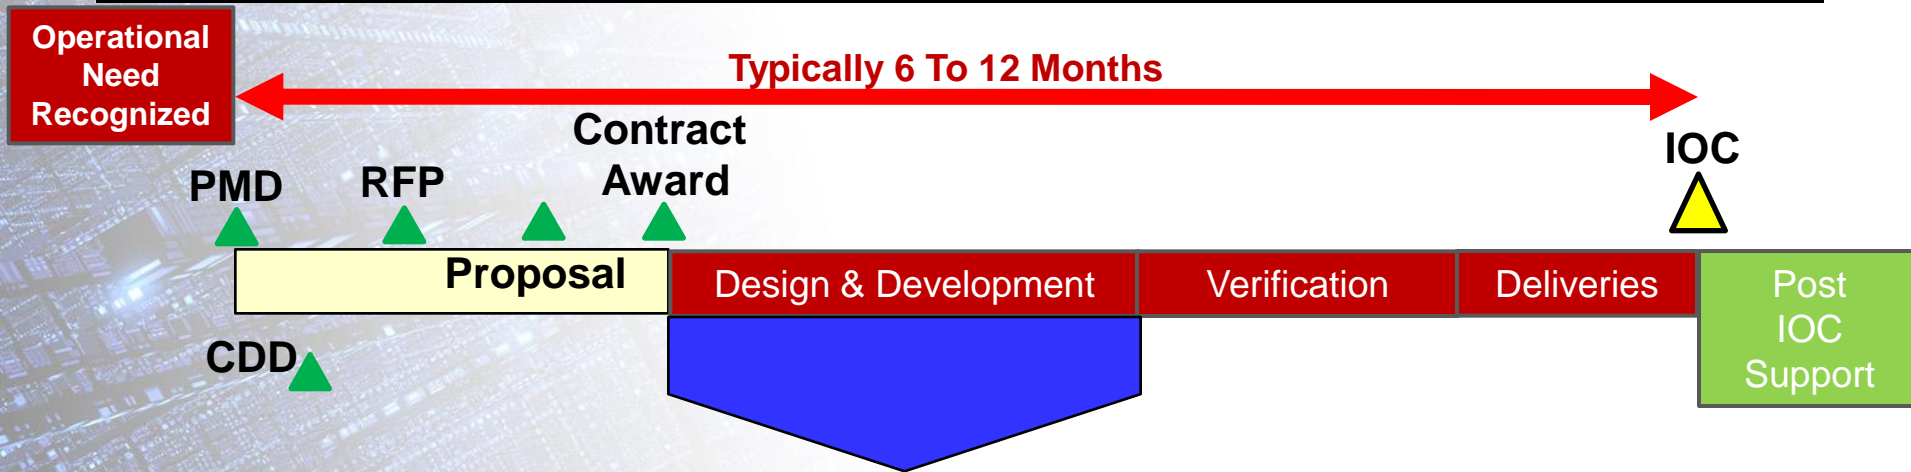 Operational
Need
Recognized
Typically 6 To 12 Months
Contract
Award
IOC
PMD
RFP
Proposal
Design & Development
Verification
Deliveries
Post
IOC
Support
CDD